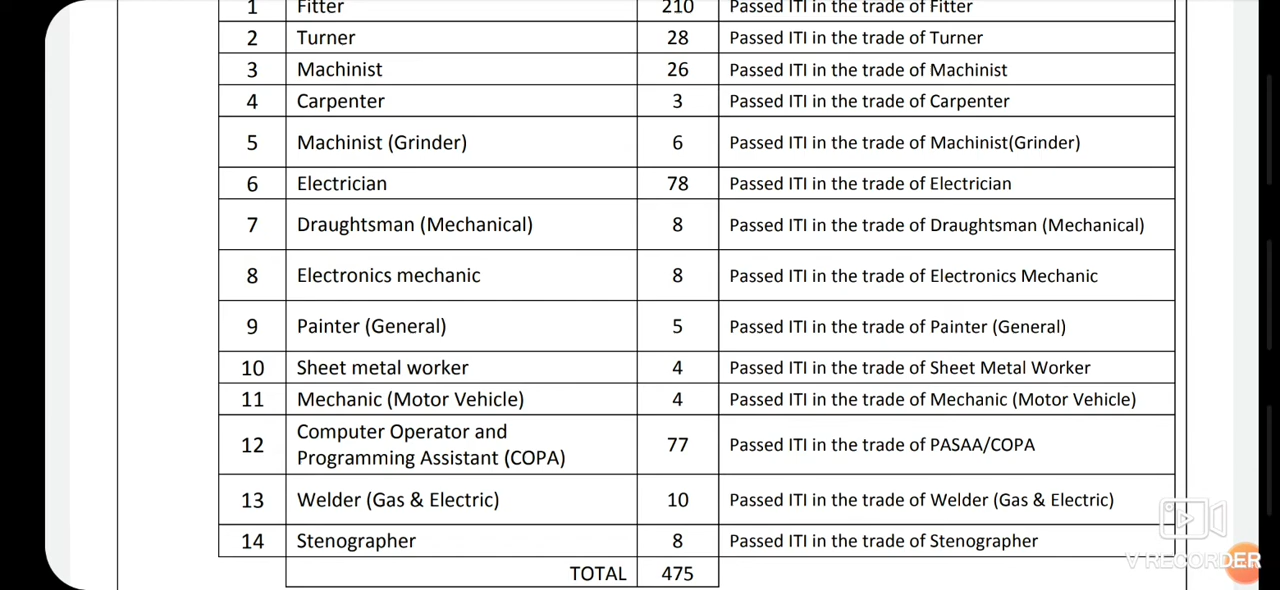 1 Fitter 210 Passed ITI in the trade of Fitter
2 Turner 28 Passed ITI in the trade of Turner
3 Machinist 26 Passed ITI in the trade of Machinist
4 Carpenter 3 Passed ITI in the trade of Carpenter
5 Machinist (Grinder) 6 Passed ITI in the trade of Machinist(Grinder)
6 Electrician 78 Passed ITI in the trade of Electrician
7 Draughtsman (Mechanical) 8 Passed ITI in the trade of Draughtsman (Mechanical)
8 Electronics mechanic 8 Passed ITI in the trade of Electronics Mechanic
9 Painter (General) 5 Passed ITI in the trade of Painter (General)
10 Sheet metal worker 4 Passed ITI in the trade of Sheet Metal Worker
11 Mechanic (Motor Vehicle) 4 Passed ITI in the trade of Mechanic (Motor Vehicle)
12 Computer Operator and
Programming Assistant (COPA) 77 Passed ITI in the trade of PASAA/COPA
13 Welder (Gas & Electric) 10 Passed ITI in the trade of Welder (Gas & Electric)
14 Stenographer 8 Passed ITI in the trade of Stenographer
TOTAL 475
V RECORDER